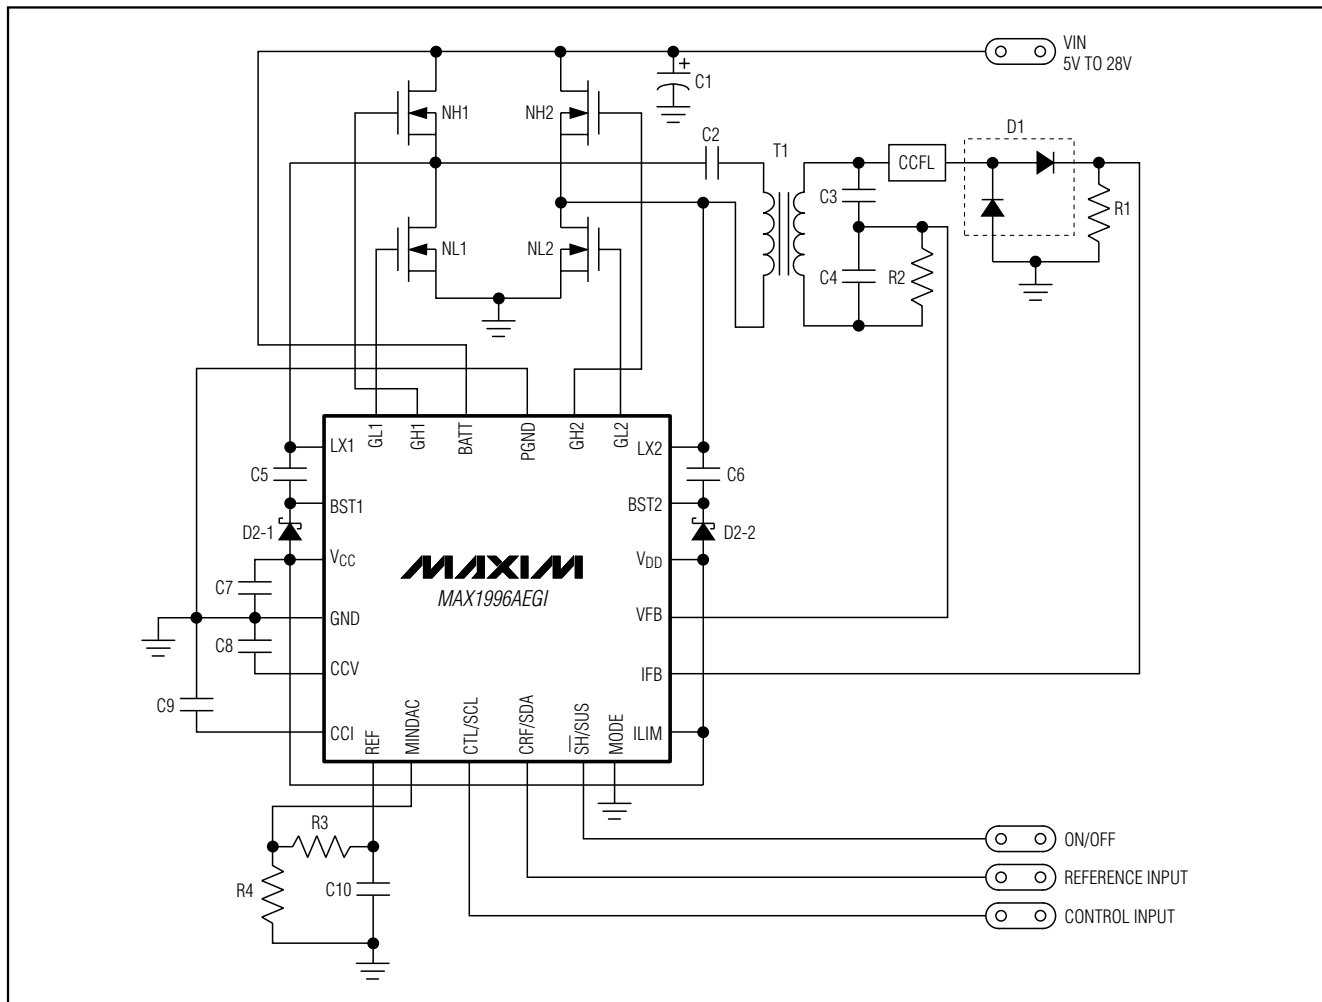 VIN
5V TO 28V
+
C1
NH1
NH2
C2
T1
D1
CCFL
C3
R1
NL1
NL2
C4
R2
GL1
GH1
BATT
PGND
GH2
GL2
LX1
LX2
C5
C6
BST1
BST2
D2-1
D2-2
VCC
VDD
C7
MAXIM
MAX1996AEGI
GND
VFB
C8
CCV
IFB
C9
CCI
REF
MINDAC
CTL/SCL
CRF/SDA
SH/SUS
MODE
ILIM
R3
ON/OFF
R4
C10
REFERENCE INPUT
CONTROL INPUT